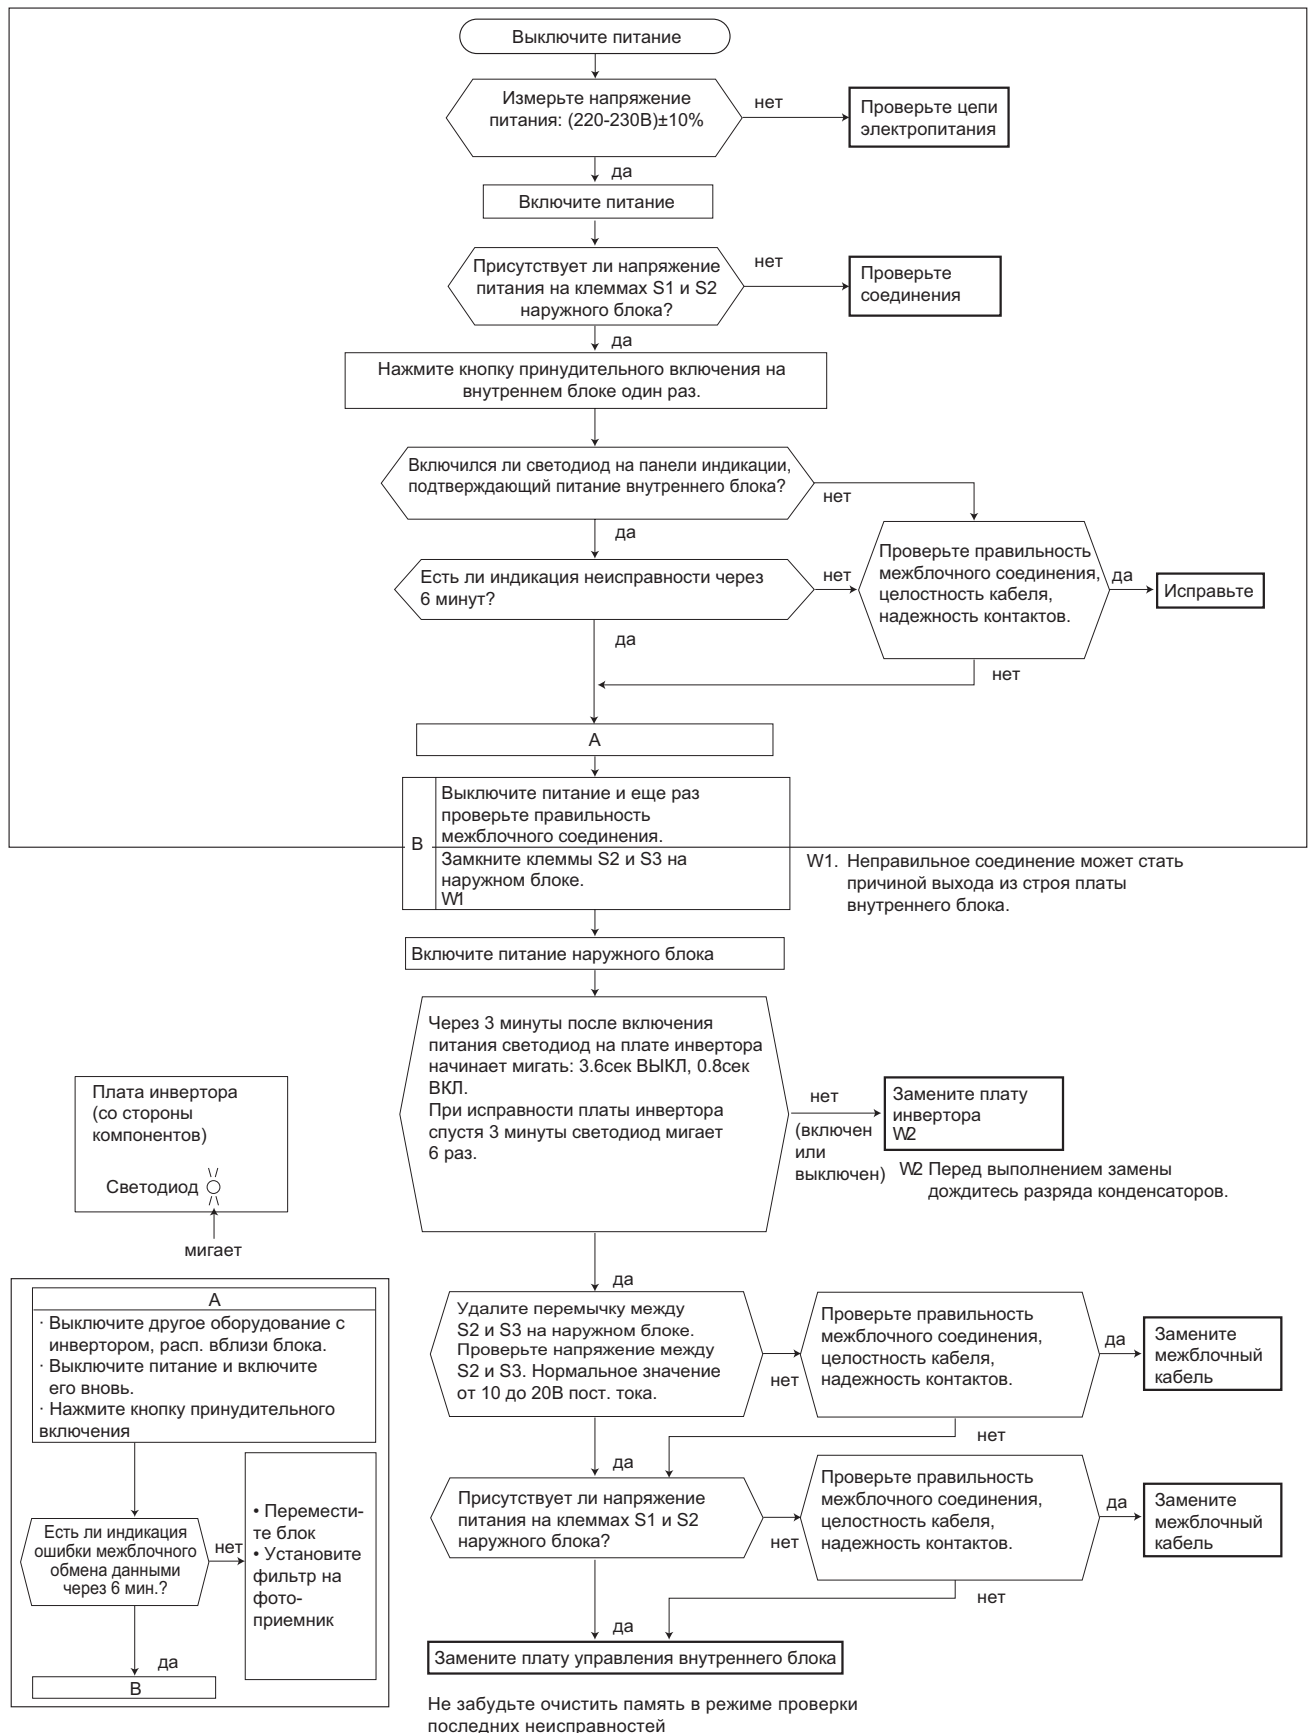 Выключите питание
Измерьте напряжение
питания: (220-230В)±10%
нет
Проверьте цепи
электропитания
да
Включите питание
Присутствует ли напряжение
питания на клеммах S1 и S2
наружного блока?
нет
Проверьте
соединения
да
Нажмите кнопку принудительного включения на
внутреннем блоке один раз.
Включился ли светодиод на панели индикации,
подтверждающий питание внутреннего блока?
нет
да
Проверьте правильность
межблочного соединения,
целостность кабеля,
надежность контактов.
да
Исправьте
Есть ли индикация неисправности через
6 минут?
нет
да
нет
А
В
Выключите питание и еще раз
проверьте правильность
межблочного соединения.
Замкните клеммы S2 и S3 на
наружном блоке.
W1
W1. Неправильное соединение может стать
причиной выхода из строя платы
внутреннего блока.
Включите питание наружного блока
Через 3 минуты после включения
питания светодиод на плате инвертора
начинает мигать: 3.6сек ВЫКЛ, 0.8сек
ВКЛ.
При исправности платы инвертора
спустя 3 минуты светодиод мигает
6 раз.
нет
(включен
или
выключен)
Замените плату
инвертора
W2
W2 Перед выполнением замены
дождитесь разряда конденсаторов.
Плата инвертора
(со стороны
компонентов)
Светодиод
мигает
да
Удалите перемычку между
S2 и S3 на наружном блоке.
Проверьте напряжение между
S2 и S3. Нормальное значение
от 10 до 20В пост. тока.
нет
Проверьте правильность
межблочного соединения,
целостность кабеля,
надежность контактов.
да
Замените
межблочный
кабель
нет
да
Присутствует ли напряжение
питания на клеммах S1 и S2
наружного блока?
нет
Проверьте правильность
межблочного соединения,
целостность кабеля,
надежность контактов.
да
Замените
межблочный
кабель
нет
да
Замените плату управления внутреннего блока
Не забудьте очистить память в режиме проверки
последних неисправностей
А
· Выключите другое оборудование с
инвертором, расп. вблизи блока.
· Выключите питание и включите
его вновь.
· Нажмите кнопку принудительного
включения
Есть ли индикация
ошибки межблочного
обмена данными
через 6 мин.?
нет
• Перемести-
те блок
• Установите
фильтр на
фото-
приемник
да
В